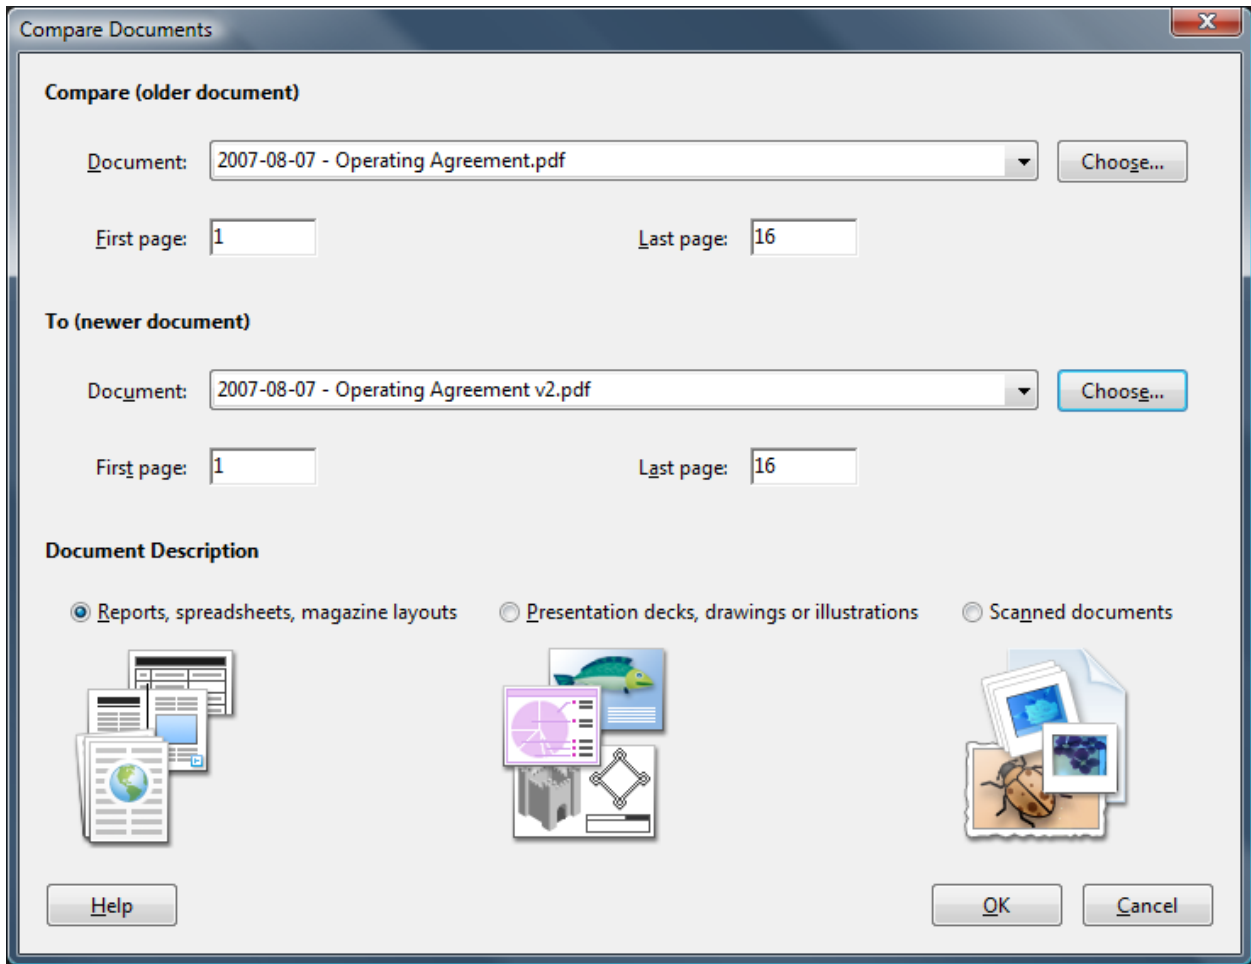 Compare Documents
Compare (older document)
Document: 2007-08-07 - Operating Agreement.pdf Choose...
First page: 1 Last page: 16
To (newer document)
Document: 2007-08-07 - Operating Agreement v2.pdf Choose...
First page: 1 Last page: 16
Document Description
Reports, spreadsheets, magazine layouts Presentation decks, drawings or illustrations Scanned documents
Help OK Cancel